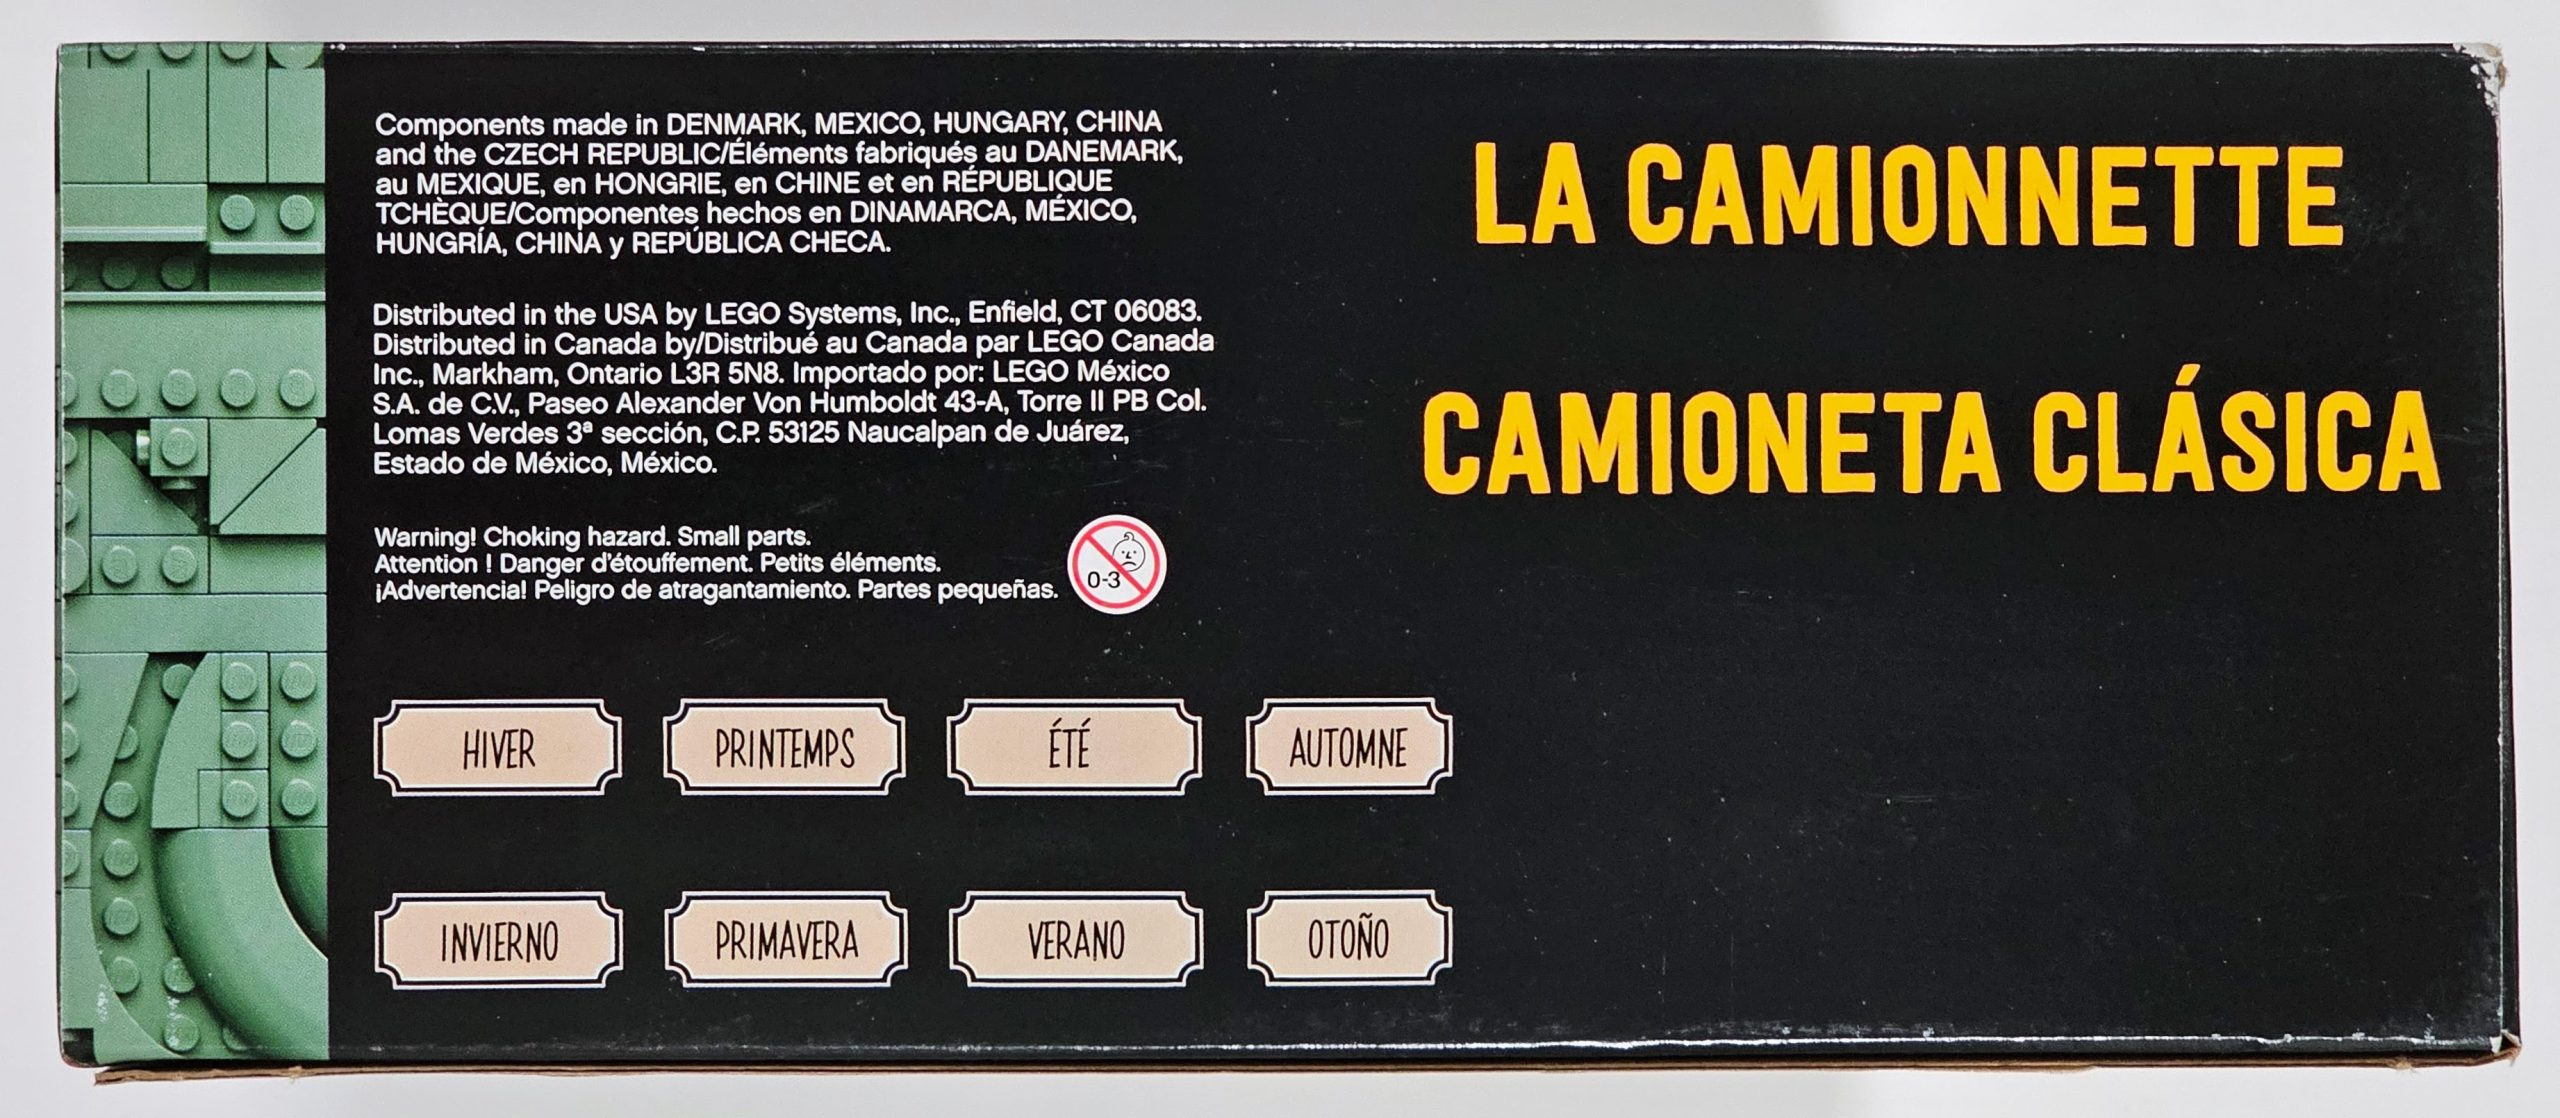 Components made in DENMARK, MEXICO, HUNGARY, CHINA
and the CZECH REPUBLIC/Éléments fabriqués au DANEMARK,
au MEXIQUE, en HONGRIE, en CHINE et en RÉPUBLIQUE
TCHÈQUE/Componentes hechos en DINAMARCA, MÉXICO,
HUNGRÍA, CHINA y REPÚBLICA CHECA.
Distributed in the USA by LEGO Systems, Inc., Enfield, CT 06083.
Distributed in Canada by/Distribué au Canada par LEGO Canada
Inc., Markham, Ontario L3R 5N8. Importado por: LEGO México
S.A. de C.V., Paseo Alexander Von Humboldt 43-A, Torre II PB Col.
Lomas Verdes 3ª sección, C.P. 53125 Naucalpan de Juárez,
Estado de México, México.
Warning! Choking hazard. Small parts.
Attention ! Danger d'étouffement. Petits éléments.
¡Advertencia! Peligro de atragantamiento. Partes pequeñas.
0-3
LA CAMIONNETTE
CAMIONETA CLÁSICA
HIVER PRINTEMPS ÉTÉ AUTOMNE
INVIERNO PRIMAVERA VERANO OTOÑO